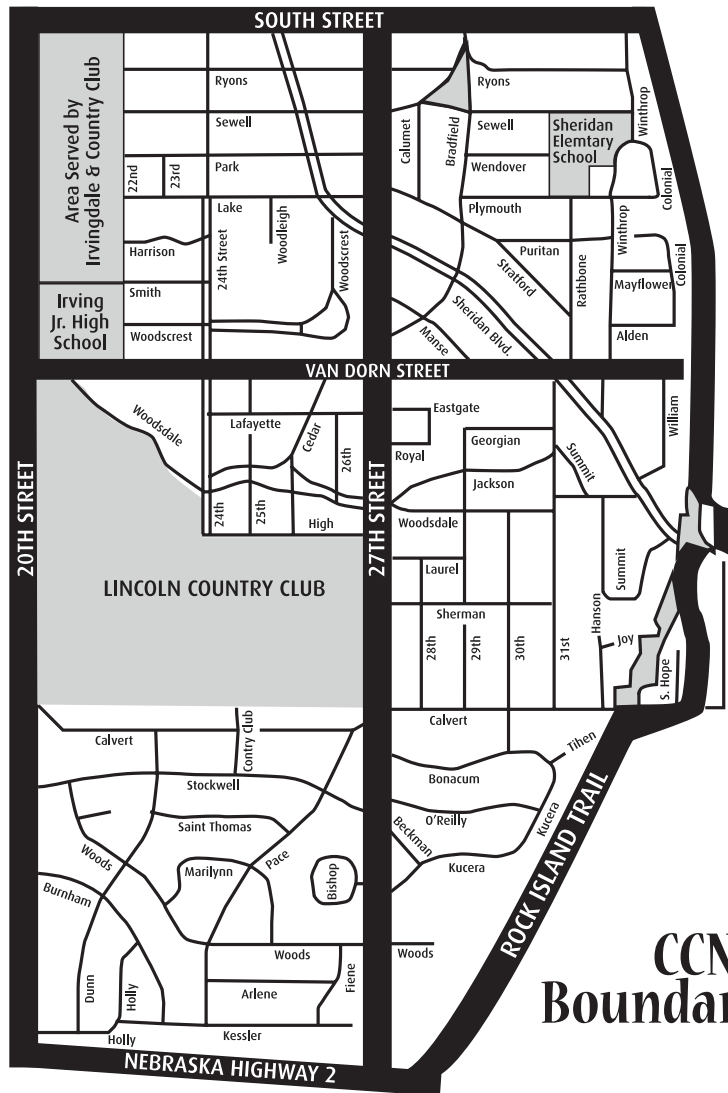 SOUTH STREET
Area Served by
Irvingdale & Country Club
Ryons
Sewell
22nd
23rd
Park
Lake
24th Street
Woodleigh
Woodscrest
Harrison
Smith
Woodscrest
Irving
Jr. High
School
Ryons
Calumet
Bradfield
Sewell
Wendover
Sheridan
Elemtary
School
Winthrop
Colonial
Plymouth
Puritan
Stratford
Rathbone
Winthrop
Colonial
Mayflower
Alden
Sheridan Blvd.
Manse
VAN DORN STREET
20TH STREET
27TH STREET
Woodsdale
Lafayette
Cedar
26th
24th
25th
High
LINCOLN COUNTRY CLUB
Eastgate
Royal
Georgian
Jackson
Summit
William
Woodsdale
Laurel
Sherman
28th
29th
30th
31st
Hanson
Summit
Joy
S. Hope
Calvert
Tihen
Bonacum
O'Reilly
Beckman
Kucera
Kucera
ROCK ISLAND TRAIL
Calvert
Contry Club
Stockwell
Saint Thomas
Woods
Marilynn
Pace
Bishop
Burnham
Woods
Woods
Dunn
Holly
Arlene
Fiene
Holly
Kessler
NEBRASKA HIGHWAY 2
CCN
Boundar